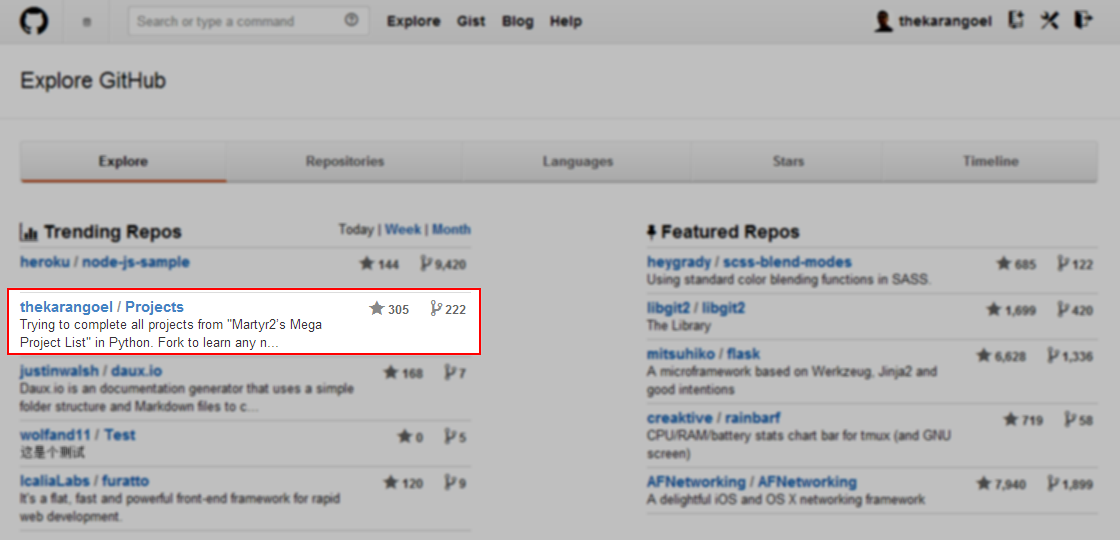 Search or type a command
Explore Gist Blog Help
thekarangoel
Explore GitHub
Explore Repositories Languages Stars Timeline
Trending Repos Today | Week | Month
heroku / node-js-sample 144 9,420
thekarangoel / Projects 305 222
Trying to complete all projects from "Martyr2's Mega
Project List" in Python. Fork to learn any n...
justinwalsh / daux.io 168 7
Daux.io is an documentation generator that uses a simple
folder structure and Markdown files to c...
wolfand11 / Test 0 5
这是个测试
IcaliaLabs / furatto 120 9
It's a flat, fast and powerful front-end framework for rapid
web development.
Featured Repos
heygrady / scss-blend-modes 685 122
Using standard color blending functions in SASS.
libgit2 / libgit2 1,699 420
The Library
mitsuhiko / flask 6,628 1,336
A microframework based on Werkzeug, Jinja2 and
good intentions
creaktive / rainbarf 719 58
CPU/RAM/battery stats chart bar for tmux (and GNU
screen)
AFNetworking / AFNetworking 7,940 1,899
A delightful iOS and OS X networking framework